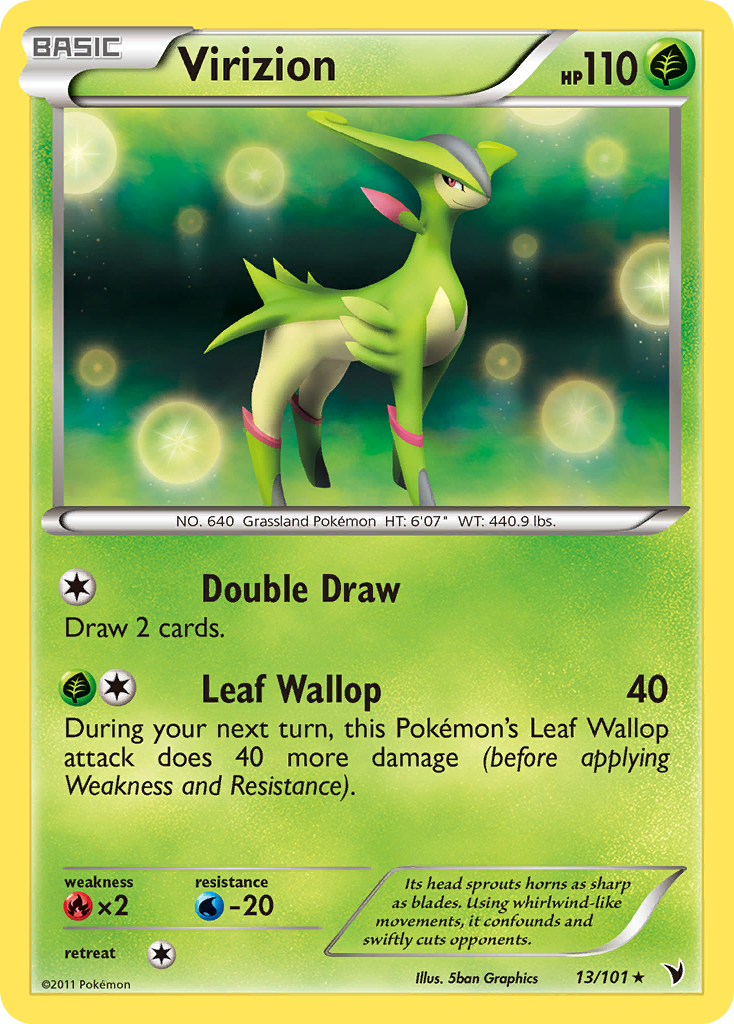 BASIC
Virizion
HP110
NO. 640 Grassland Pokémon HT: 6'07" WT: 440.9 lbs.
Double Draw
Draw 2 cards.
Leaf Wallop 40
During your next turn, this Pokémon's Leaf Wallop
attack does 40 more damage (before applying
Weakness and Resistance).
weakness
×2
resistance
-20
retreat
Its head sprouts horns as sharp
as blades. Using whirlwind-like
movements, it confounds and
swiftly cuts opponents.
©2011 Pokémon
Illus. 5ban Graphics
13/101 ★